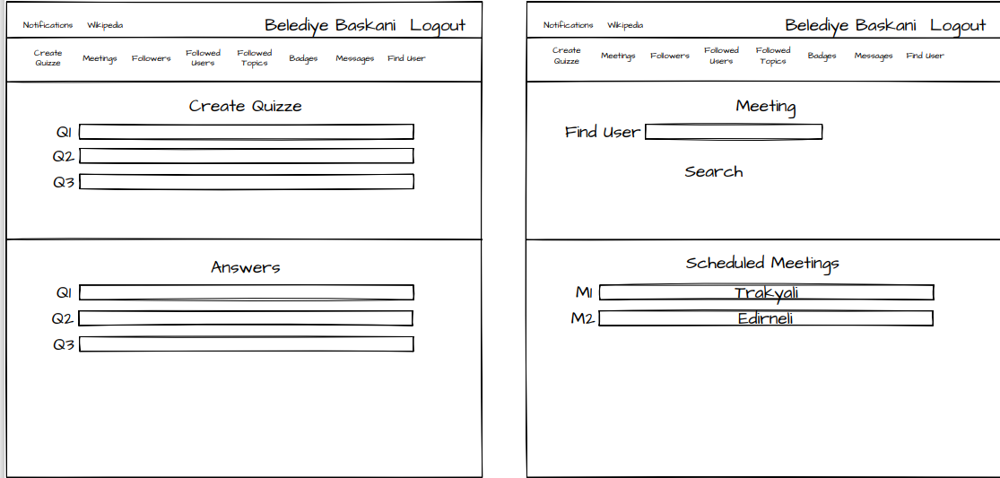 Notifications Wikipedia Belediye Baskani Logout
Create Quizze Meetings Followers Followed Users Followed Topics Badges Messages Find User
Create Quizze
Q1
Q2
Q3
Answers
Q1
Q2
Q3
Notifications Wikipedia Belediye Baskani Logout
Create Quizze Meetings Followers Followed Users Followed Topics Badges Messages Find User
Meeting
Find User
Search
Scheduled Meetings
M1 Trakyali
M2 Edirneli